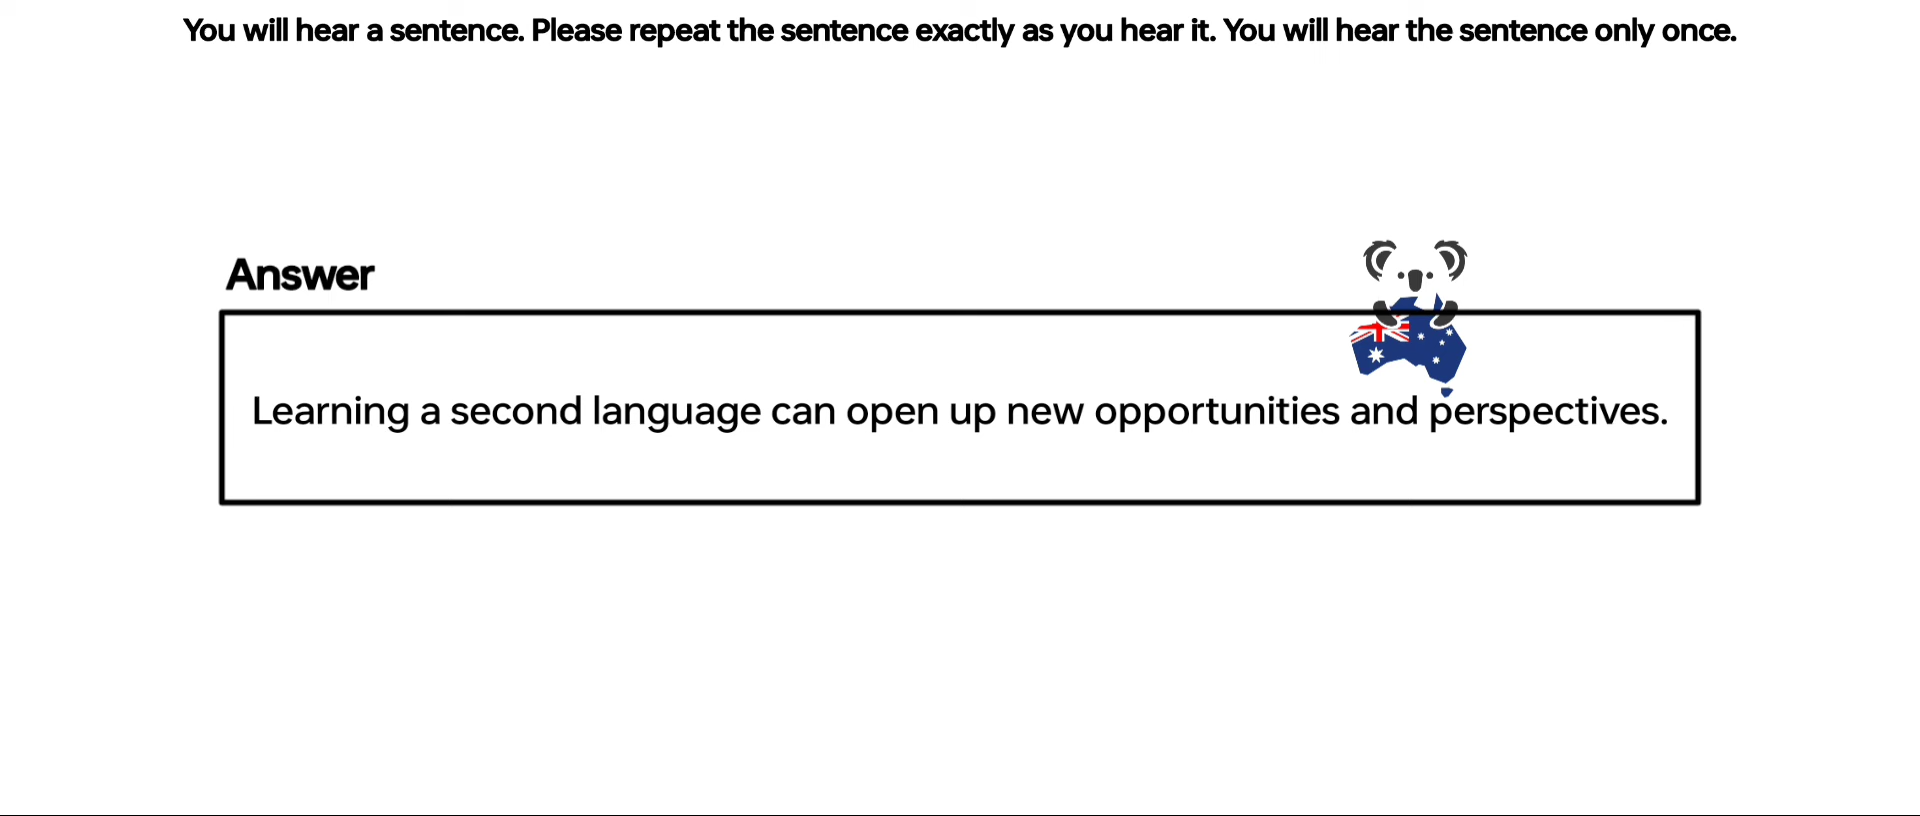 You will hear a sentence. Please repeat the sentence exactly as you hear it. You will hear the sentence only once.
Answer
Learning a second language can open up new opportunities and perspectives.